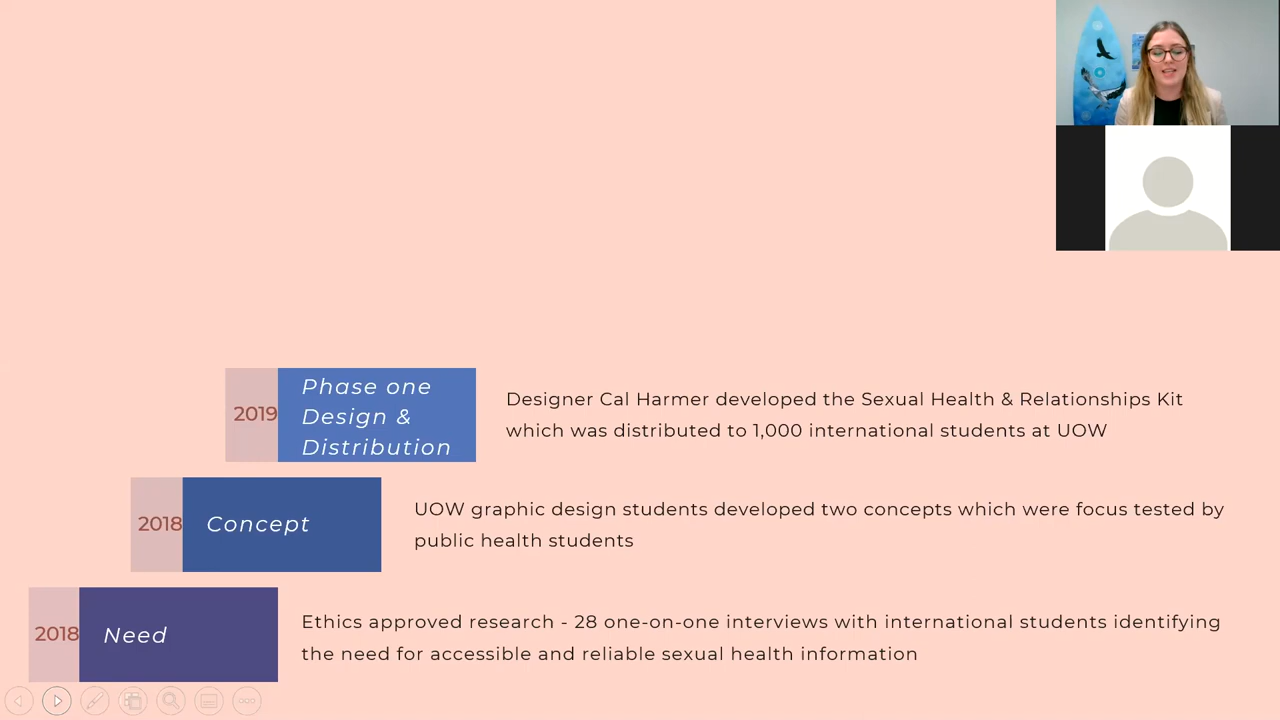 2019
Phase one
Design &
Distribution
Designer Cal Harmer developed the Sexual Health & Relationships Kit
which was distributed to 1,000 international students at UOW
2018
Concept
UOW graphic design students developed two concepts which were focus tested by
public health students
2018
Need
Ethics approved research - 28 one-on-one interviews with international students identifying
the need for accessible and reliable sexual health information